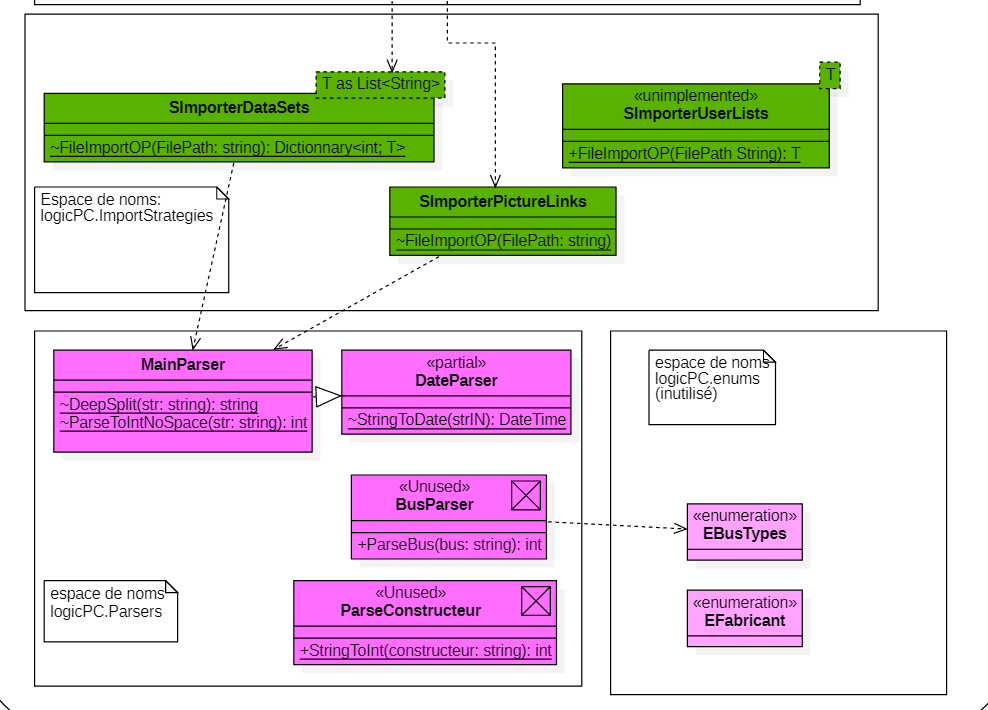 T as List<String>
SImporterDataSets
~FileImportOP(FilePath: string): Dictionnary<int; T>
T
«unimplemented»
SImporterUserLists
+FileImportOP(FilePath String): T
Espace de noms:
logicPC.ImportStrategies
SImporterPictureLinks
~FileImportOP(FilePath: string)
MainParser
~DeepSplit(str: string): string
~ParseToIntNoSpace(str: string): int
«partial»
DateParser
~StringToDate(strIN): DateTime
espace de noms
logicPC.enums
(inutilisé)
«Unused»
BusParser
+ParseBus(bus: string): int
«enumeration»
EBusTypes
espace de noms
logicPC.Parsers
«Unused»
ParseConstructeur
+StringToInt(constructeur: string): int
«enumeration»
EFabricant